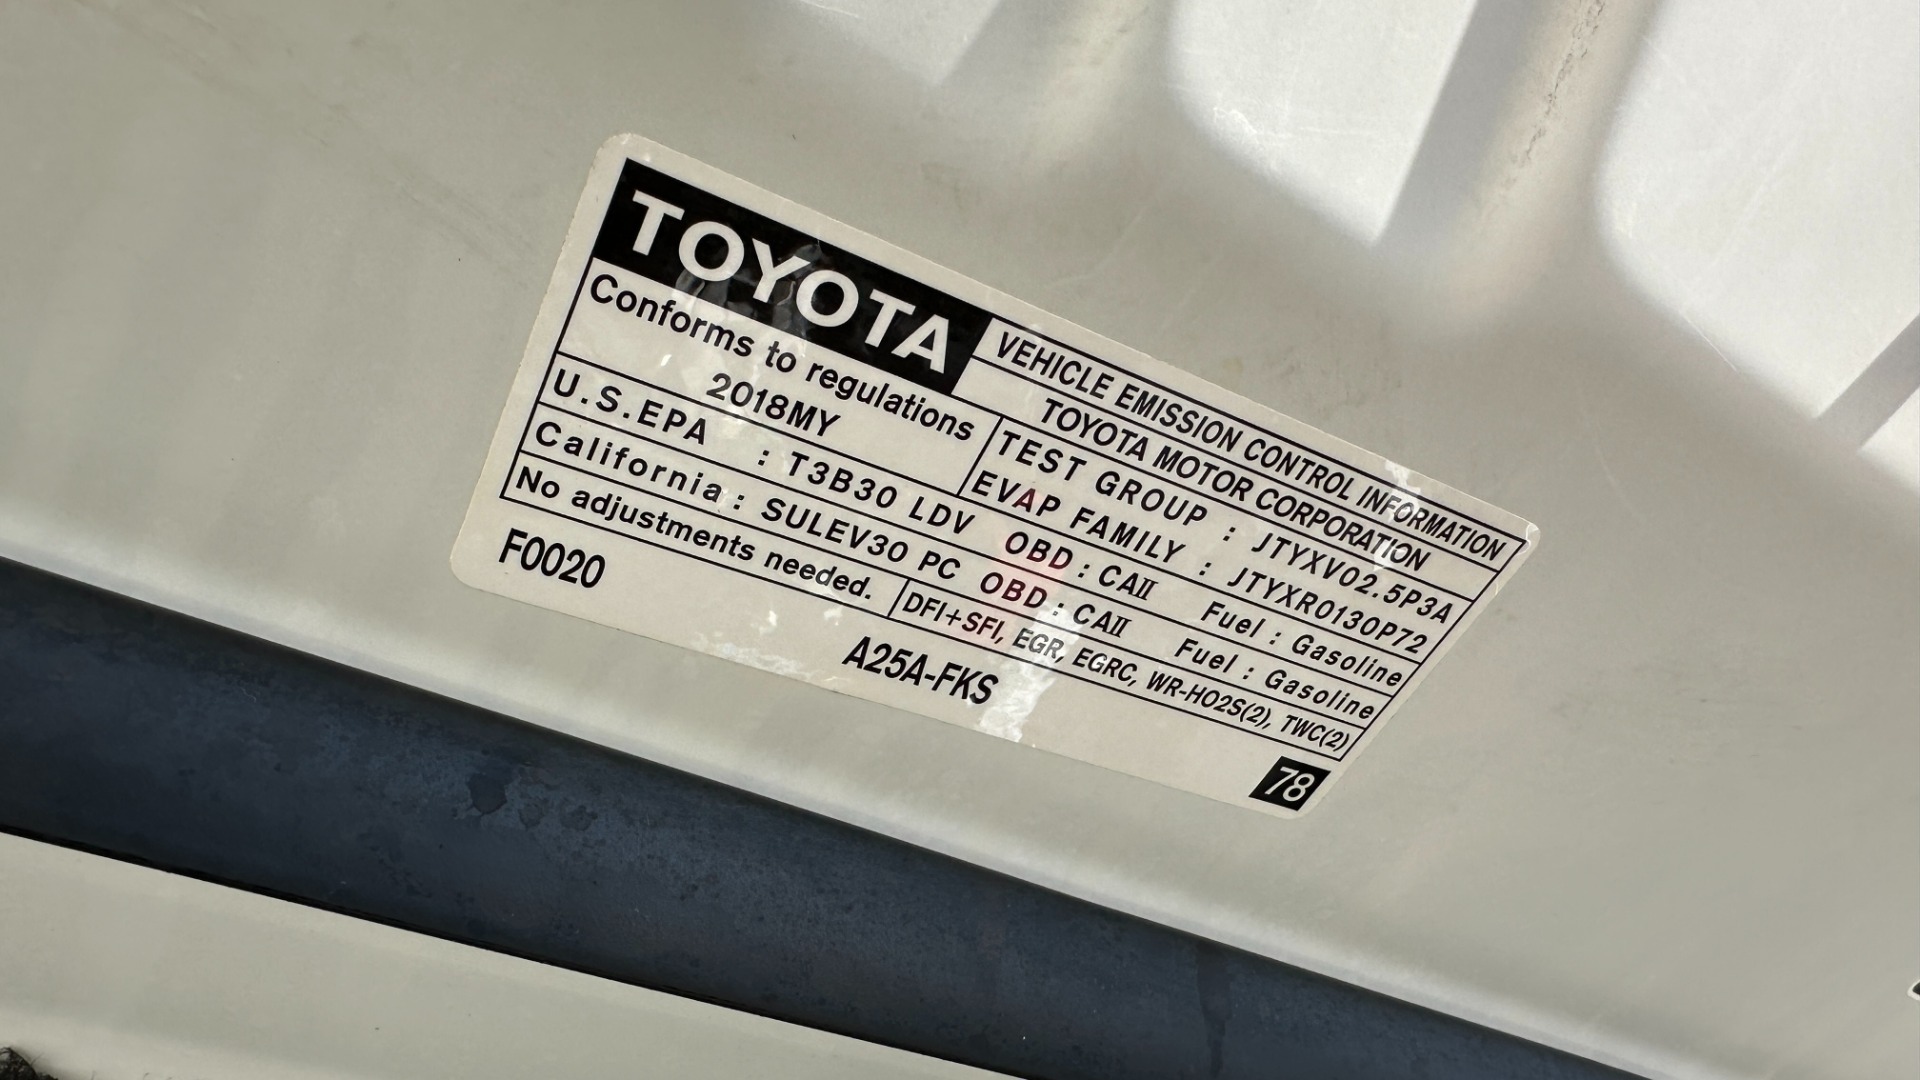 TOYOTA
VEHICLE EMISSION CONTROL INFORMATION
TOYOTA MOTOR CORPORATION
Conforms to regulations
2018MY
TEST GROUP : JTYXV02.5P3A
EVAP FAMILY : JTYXR0130P72
U.S.EPA : T3B30 LDV OBD : CAII Fuel : Gasoline
California : SULEV30 PC OBD : CAII Fuel : Gasoline
No adjustments needed. DFI+SFI, EGR, EGRC, WR-HO2S(2), TWC(2)
F0020 A25A-FKS 78